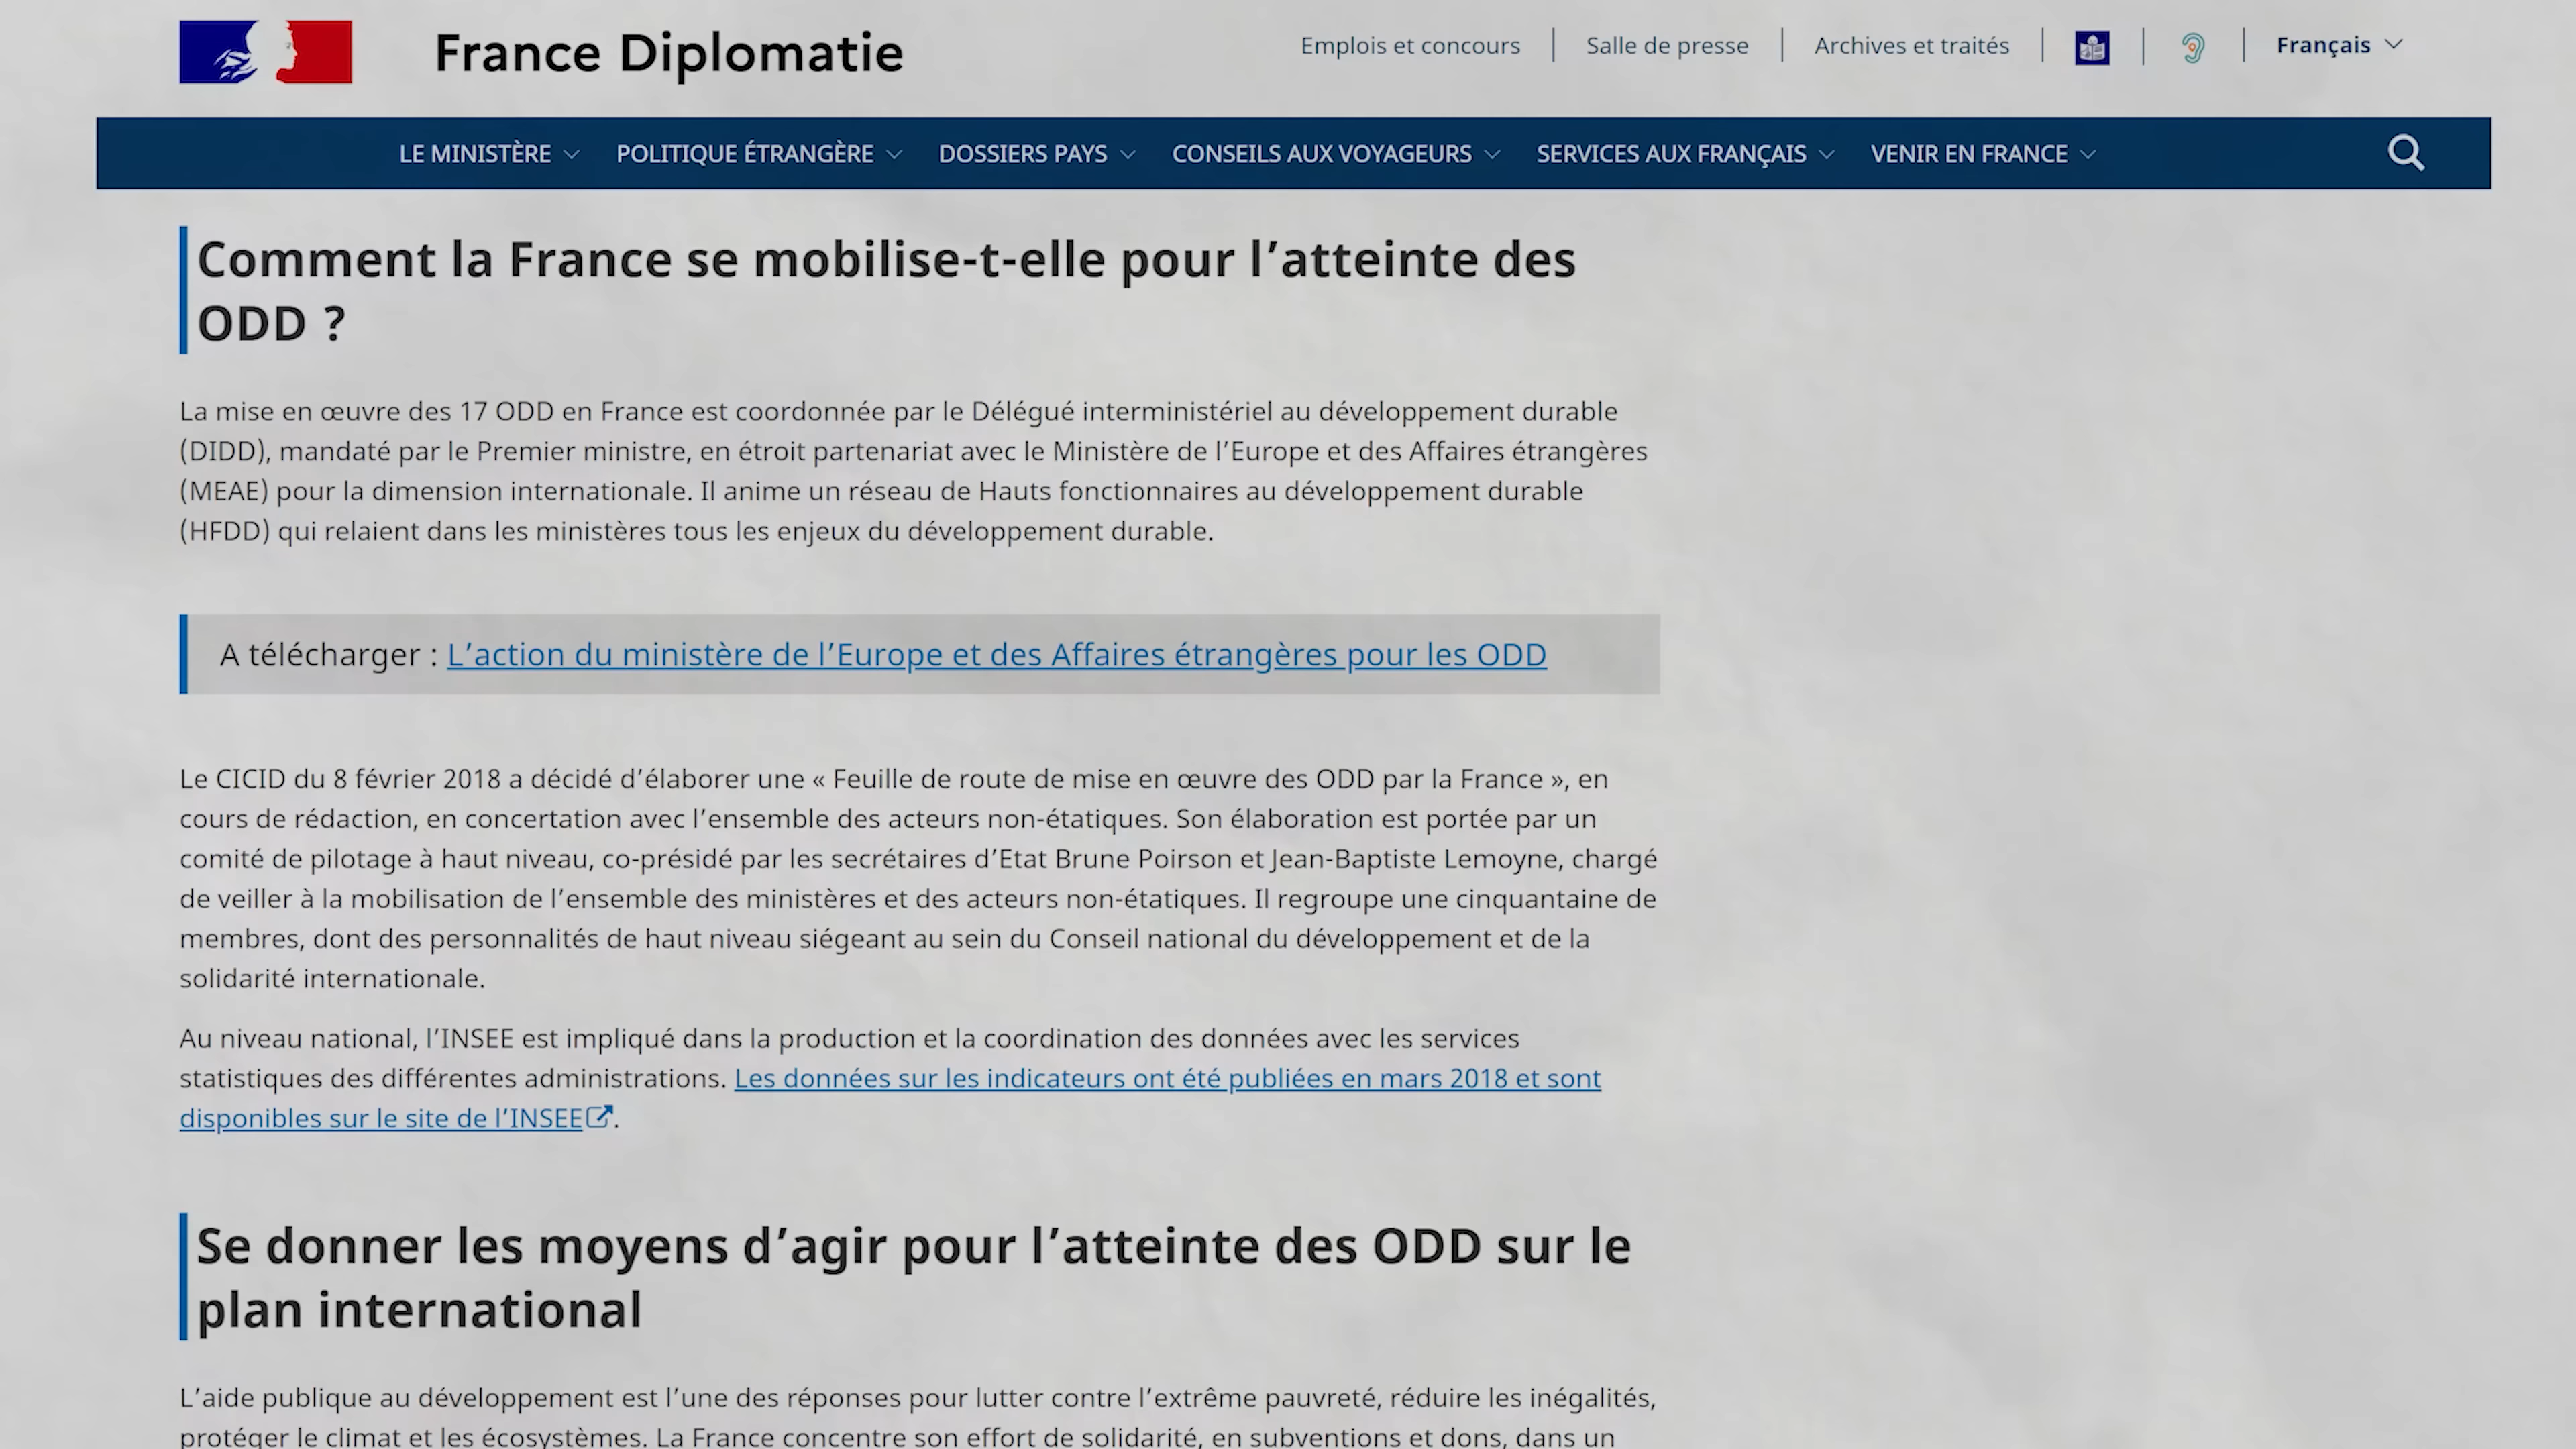 France Diplomatie
Emplois et concours
Salle de presse
Archives et traités
Français
LE MINISTÈRE
POLITIQUE ÉTRANGÈRE
DOSSIERS PAYS
CONSEILS AUX VOYAGEURS
SERVICES AUX FRANÇAIS
VENIR EN FRANCE
Comment la France se mobilise-t-elle pour l’atteinte des
ODD ?
La mise en œuvre des 17 ODD en France est coordonnée par le Délégué interministériel au développement durable
(DIDD), mandaté par le Premier ministre, en étroit partenariat avec le Ministère de l’Europe et des Affaires étrangères
(MEAE) pour la dimension internationale. Il anime un réseau de Hauts fonctionnaires au développement durable
(HFDD) qui relaient dans les ministères tous les enjeux du développement durable.
A télécharger : L’action du ministère de l’Europe et des Affaires étrangères pour les ODD
Le CICID du 8 février 2018 a décidé d’élaborer une « Feuille de route de mise en œuvre des ODD par la France », en
cours de rédaction, en concertation avec l’ensemble des acteurs non-étatiques. Son élaboration est portée par un
comité de pilotage à haut niveau, co-présidé par les secrétaires d’Etat Brune Poirson et Jean-Baptiste Lemoyne, chargé
de veiller à la mobilisation de l’ensemble des ministères et des acteurs non-étatiques. Il regroupe une cinquantaine de
membres, dont des personnalités de haut niveau siégeant au sein du Conseil national du développement et de la
solidarité internationale.
Au niveau national, l’INSEE est impliqué dans la production et la coordination des données avec les services
statistiques des différentes administrations. Les données sur les indicateurs ont été publiées en mars 2018 et sont
disponibles sur le site de l’INSEE.
Se donner les moyens d’agir pour l’atteinte des ODD sur le
plan international
L’aide publique au développement est l’une des réponses pour lutter contre l’extrême pauvreté, réduire les inégalités,
protéger le climat et les écosystèmes. La France concentre son effort de solidarité, en subventions et dons, dans un